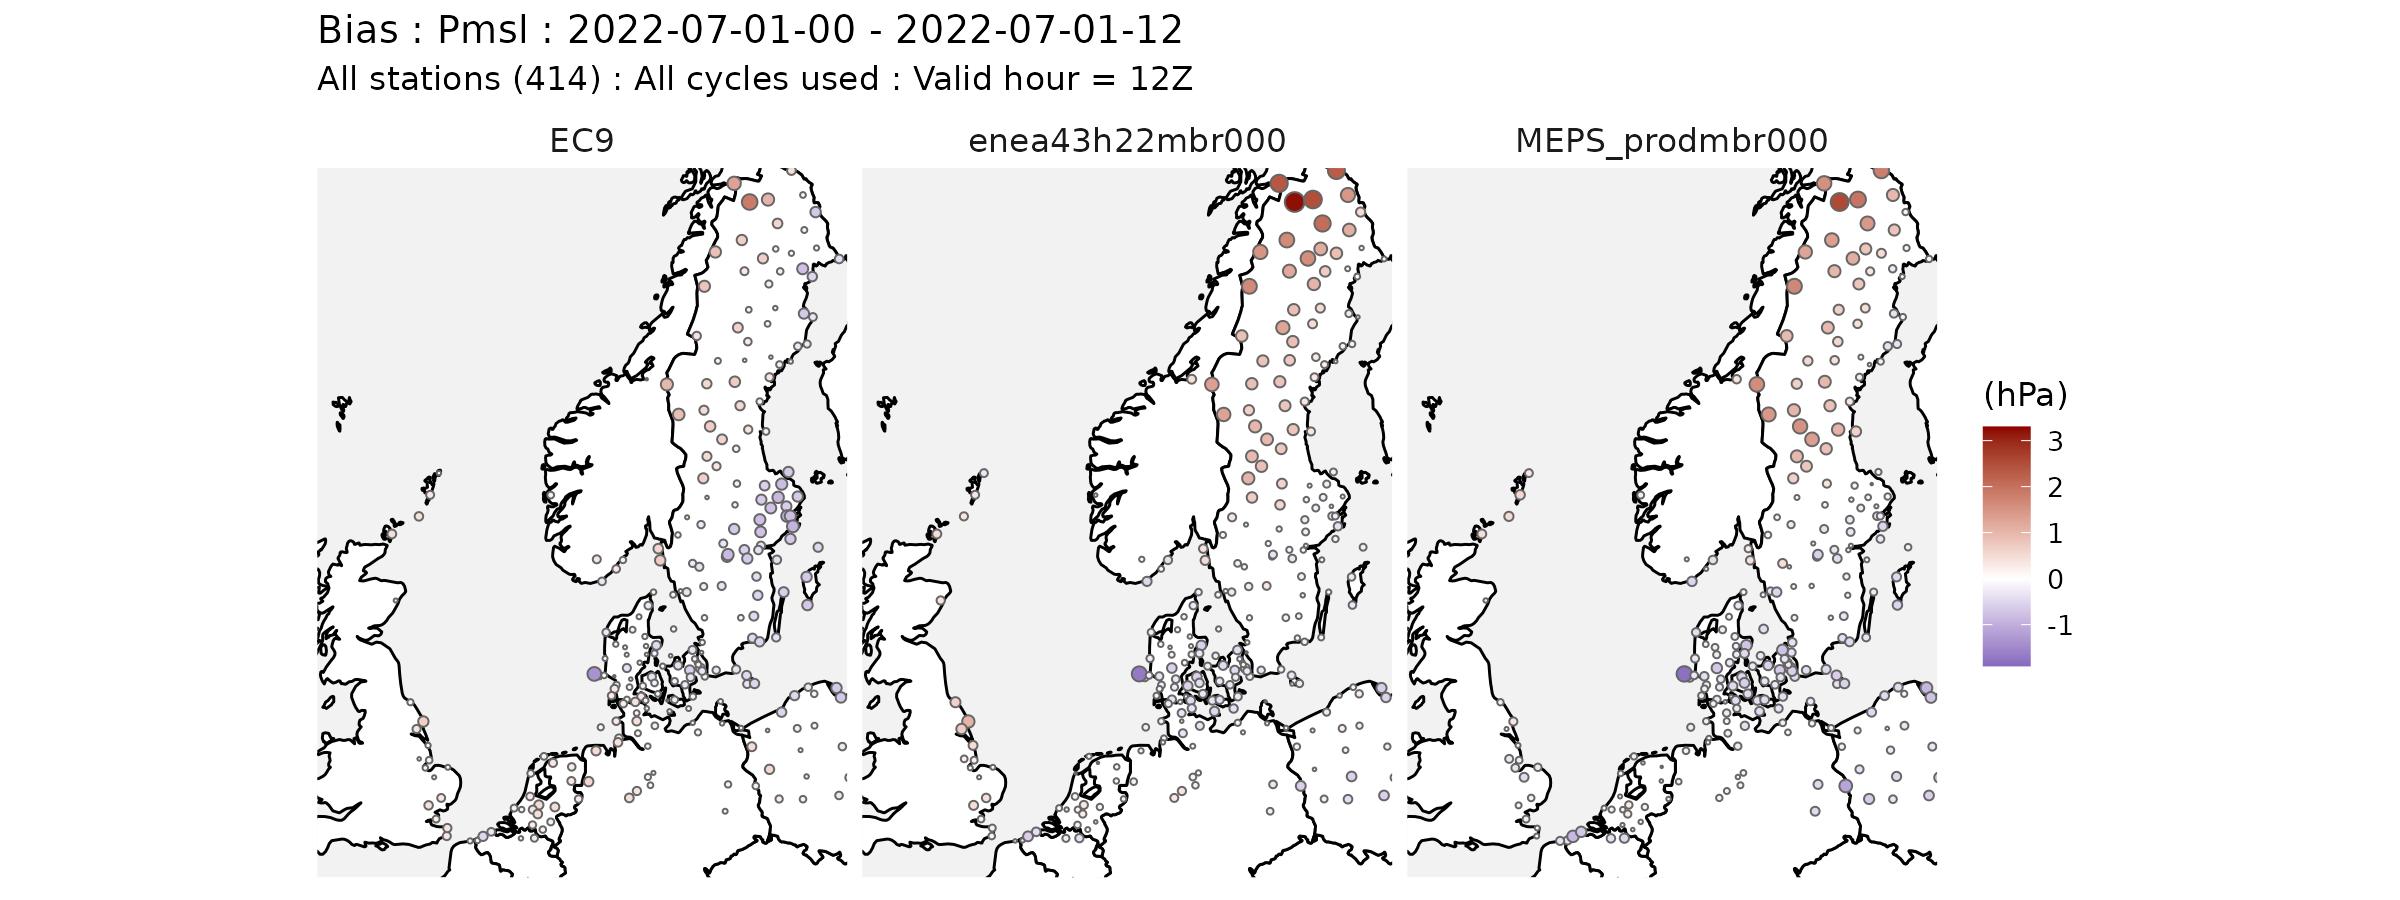 Bias : Pmsl : 2022-07-01-00 - 2022-07-01-12
All stations (414) : All cycles used : Valid hour = 12Z
EC9
enea43h22mbr000
MEPS_prodmbr000
(hPa)
3
2
1
0
-1